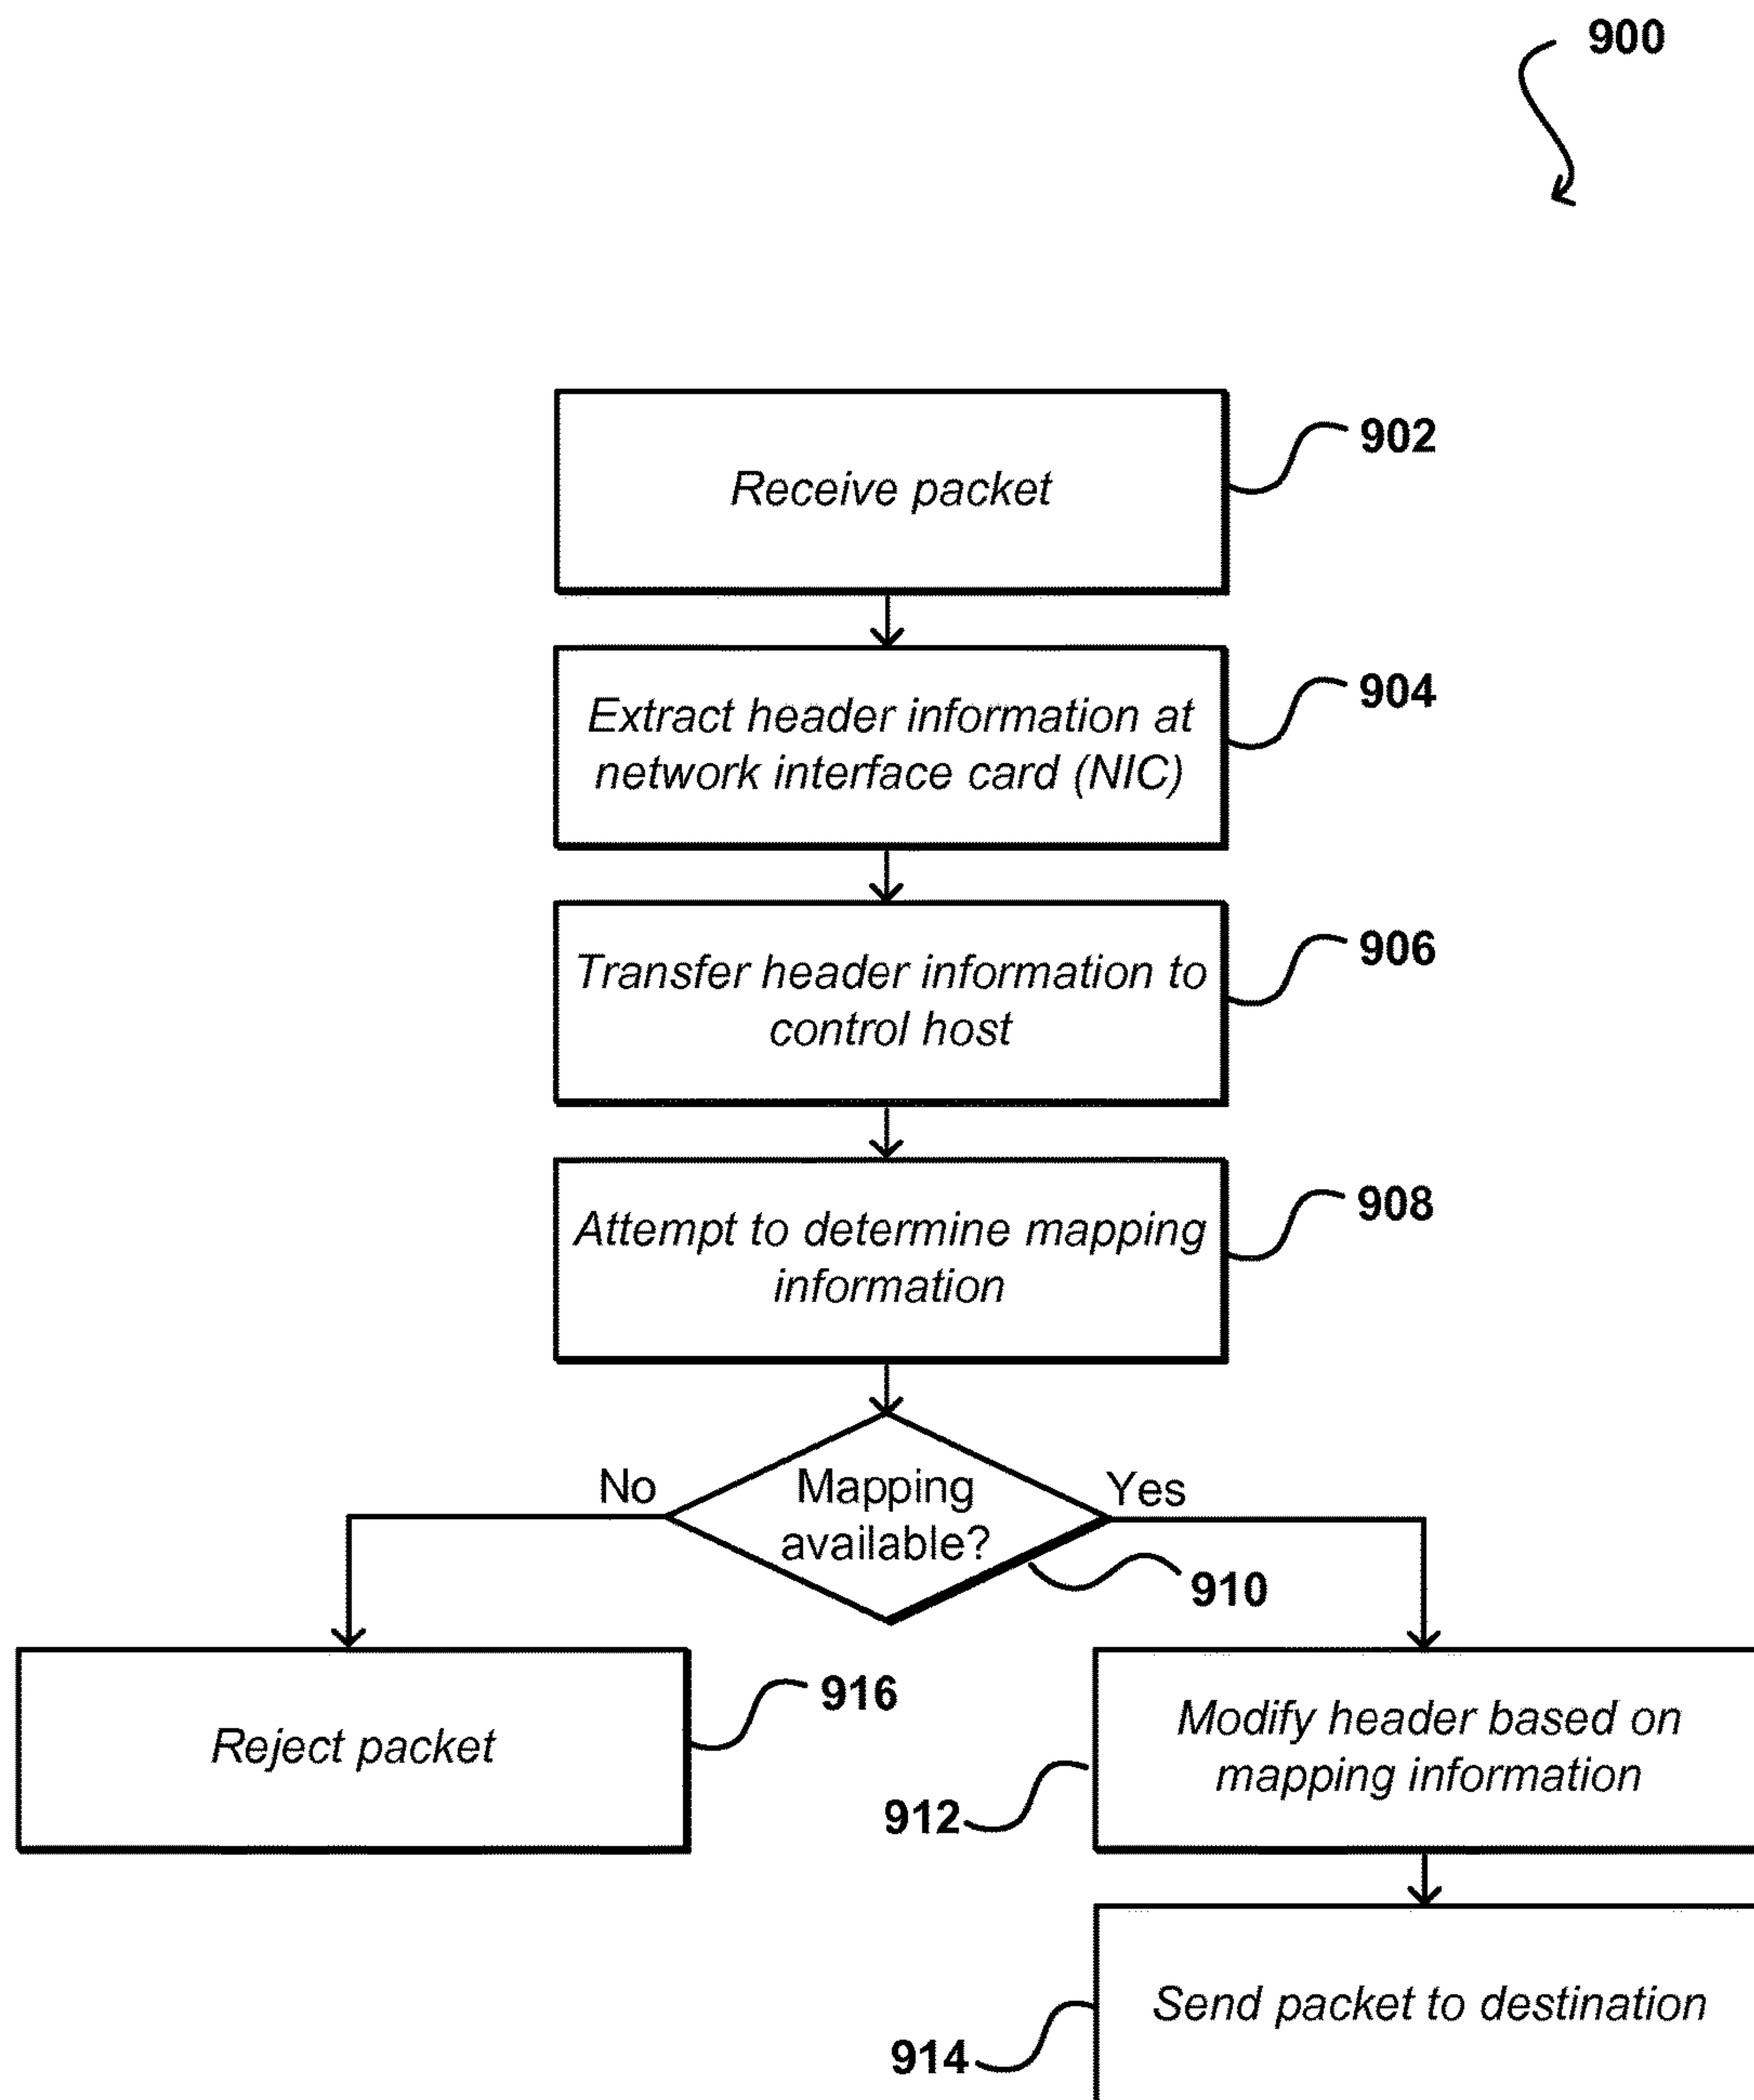 900
Receive packet
902
Extract header information at
network interface card (NIC)
904
Transfer header information to
control host
906
Attempt to determine mapping
information
908
No
Mapping
available?
Yes
910
Reject packet
916
Modify header based on
mapping information
912
Send packet to destination
914